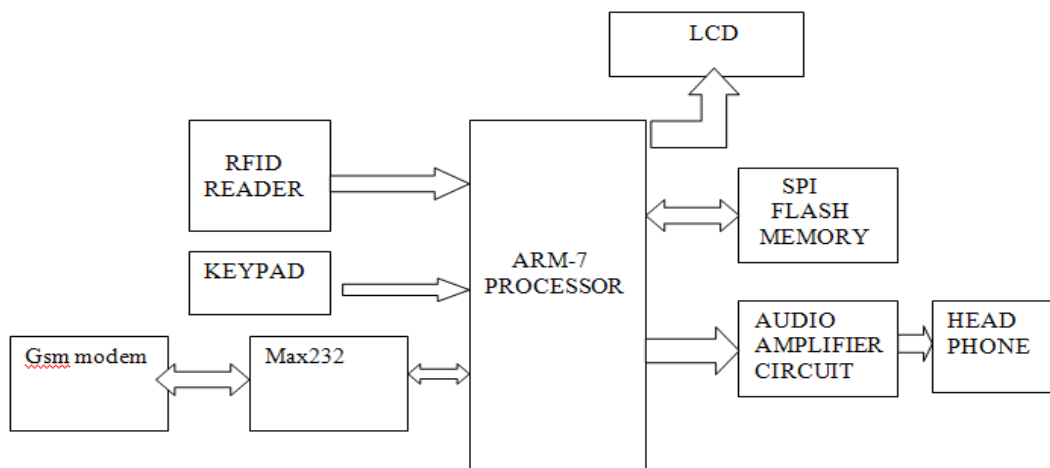 LCD
RFID
READER
SPI
FLASH
MEMORY
KEYPAD
ARM-7
PROCESSOR
Gsm modem
Max232
AUDIO
AMPLIFIER
CIRCUIT
HEAD
PHONE